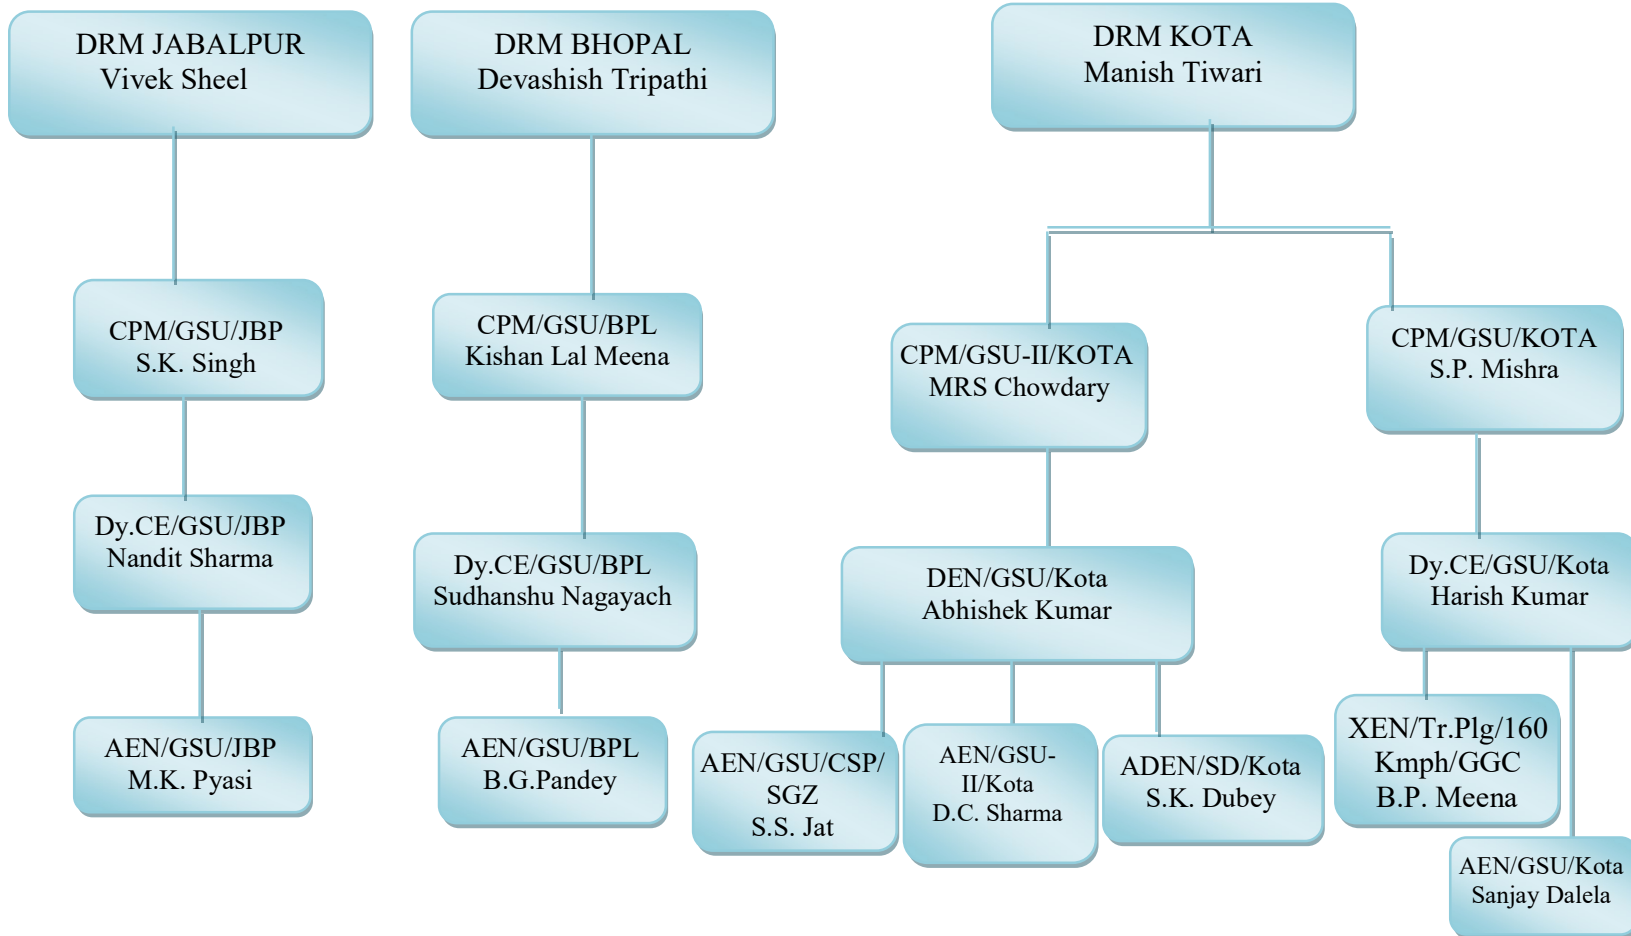 DRM JABALPUR
Vivek Sheel
DRM BHOPAL
Devashish Tripathi
DRM KOTA
Manish Tiwari
CPM/GSU/JBP
S.K. Singh
CPM/GSU/BPL
Kishan Lal Meena
CPM/GSU-II/KOTA
MRS Chowdary
CPM/GSU/KOTA
S.P. Mishra
Dy.CE/GSU/JBP
Nandit Sharma
Dy.CE/GSU/BPL
Sudhanshu Nagayach
DEN/GSU/Kota
Abhishek Kumar
Dy.CE/GSU/Kota
Harish Kumar
AEN/GSU/JBP
M.K. Pyasi
AEN/GSU/BPL
B.G.Pandey
AEN/GSU/CSP/
SGZ
S.S. Jat
AEN/GSU-
II/Kota
D.C. Sharma
ADEN/SD/Kota
S.K. Dubey
XEN/Tr.Plg/160
Kmph/GGC
B.P. Meena
AEN/GSU/Kota
Sanjay Dalela